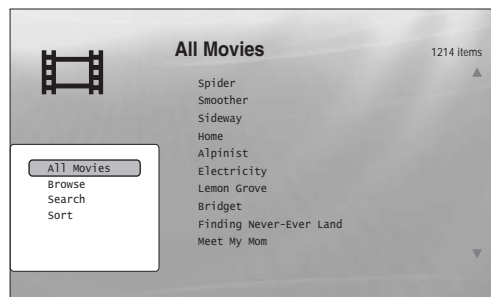 All Movies
1214 items
Spider
Smoother
Sideway
Home
Alpinist
Electricity
Lemon Grove
Bridget
Finding Never-Ever Land
Meet My Mom
All Movies
Browse
Search
Sort